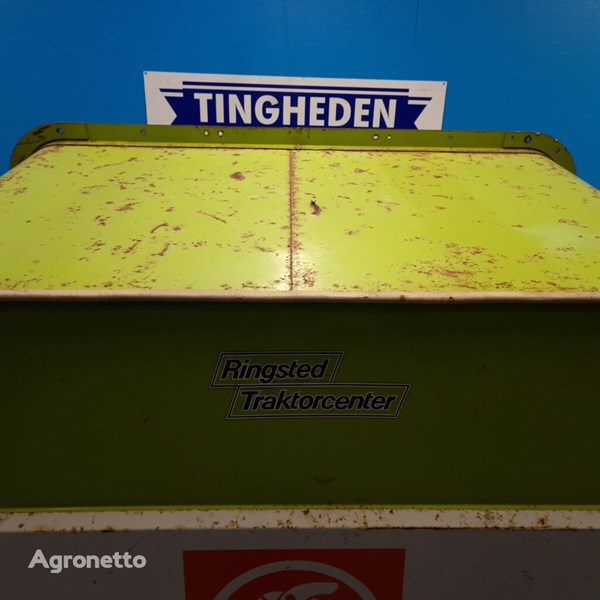 TINGHEDEN
Ringsted
Traktorcenter
Agronetto